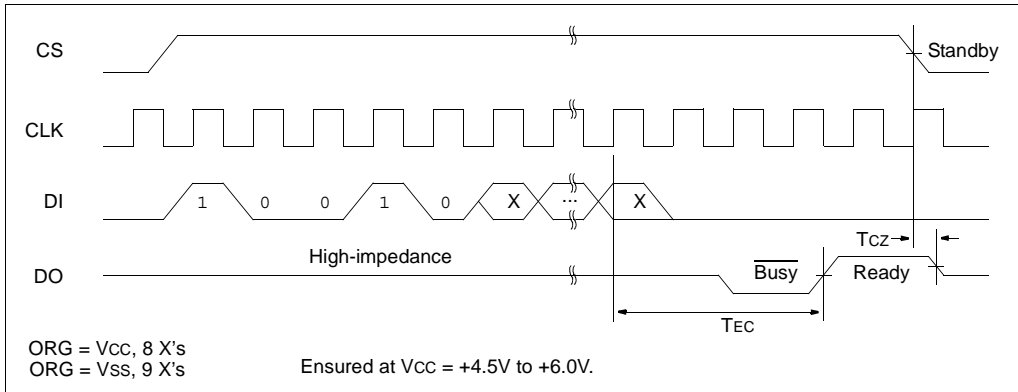 CS
Standby
CLK
DI
1 0 0 1 0 X ... X
TCZ
DO
High-impedance
Busy
Ready
TEC
ORG = VCC, 8 X's
ORG = VSS, 9 X's
Ensured at VCC = +4.5V to +6.0V.